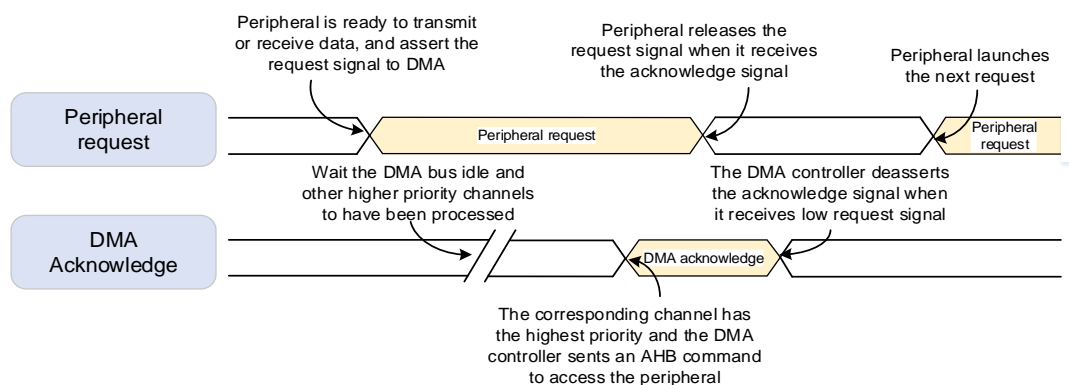 Peripheral is ready to transmit
or receive data, and assert the
request signal to DMA
Peripheral releases the
request signal when it receives
the acknowledge signal
Peripheral launches
the next request
Peripheral
request
Peripheral request
Peripheral
request
Wait the DMA bus idle and
other higher priority channels
to have been processed
The DMA controller deasserts
the acknowledge signal when
it receives low request signal
DMA
Acknowledge
DMA acknowledge
The corresponding channel has
the highest priority and the DMA
controller sents an AHB command
to access the peripheral